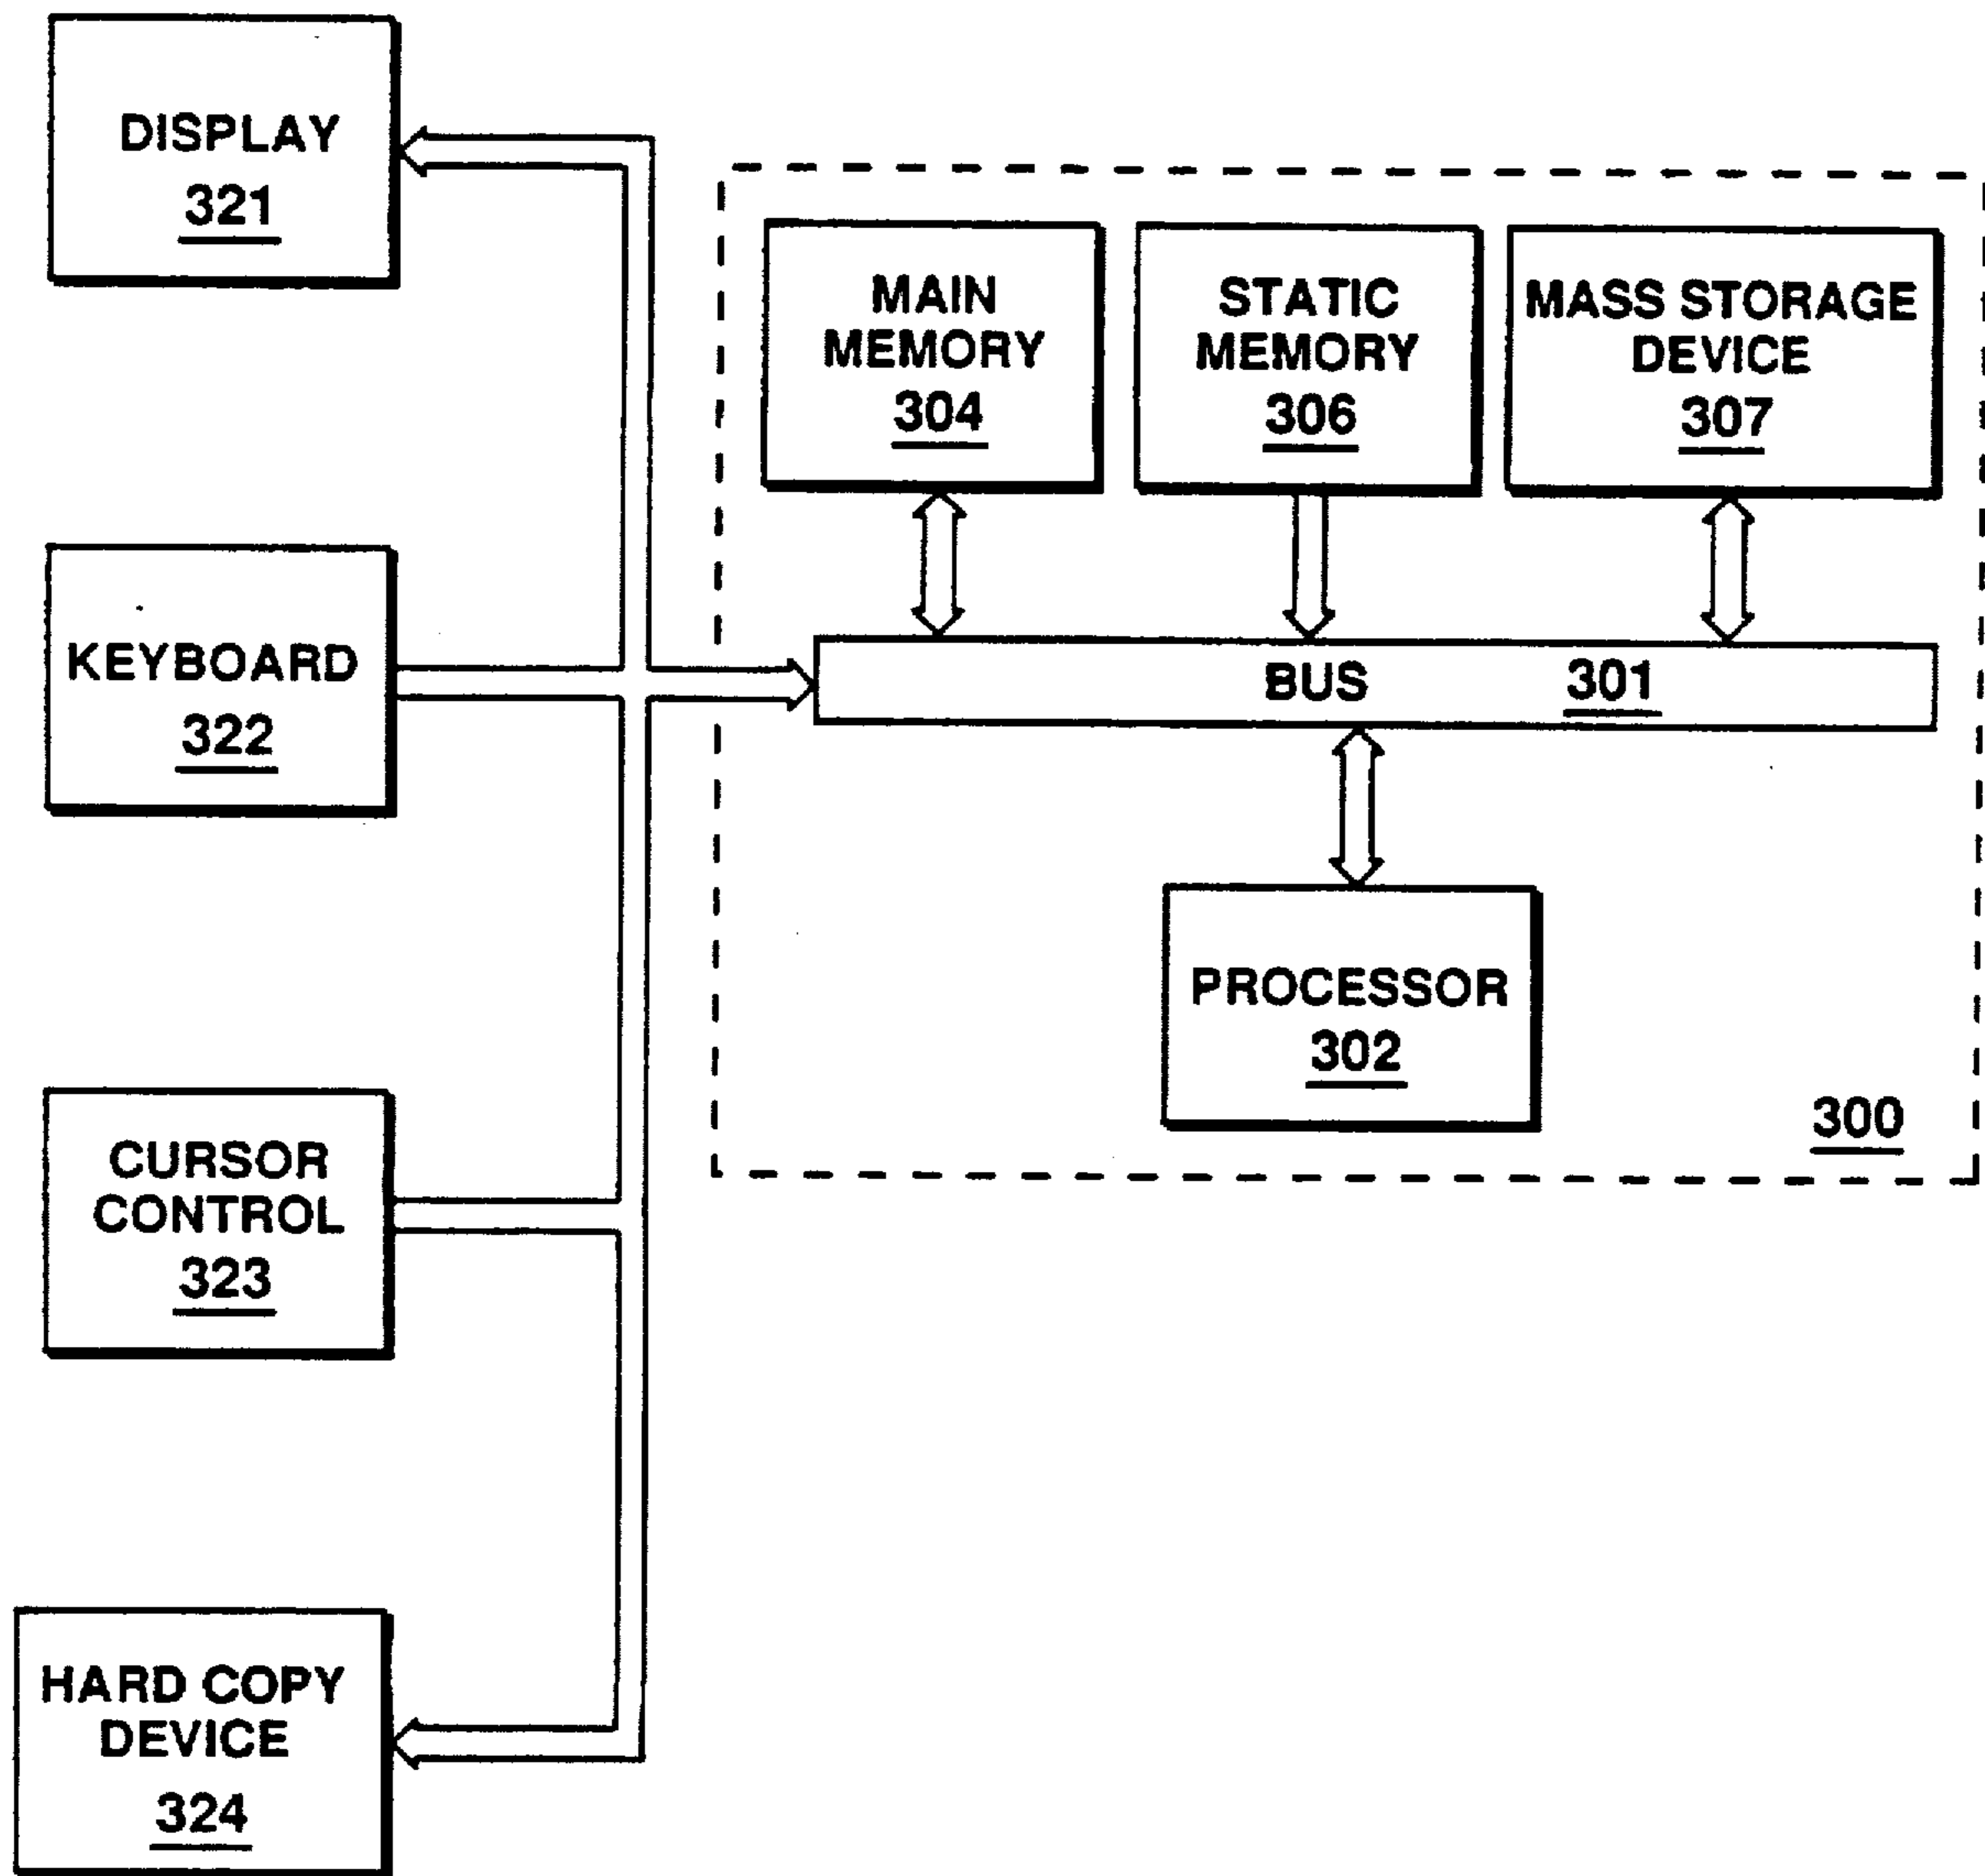 DISPLAY
321
MAIN
MEMORY
304
STATIC
MEMORY
306
MASS STORAGE
DEVICE
307
KEYBOARD
322
BUS 301
PROCESSOR
302
300
CURSOR
CONTROL
323
HARD COPY
DEVICE
324